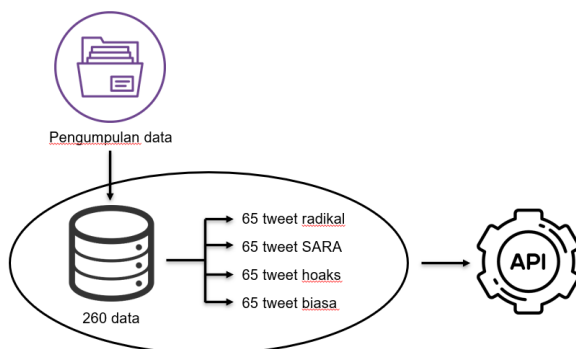 Pengumpulan data
65 tweet radikal
65 tweet SARA
65 tweet hoaks
65 tweet biasa
260 data
API